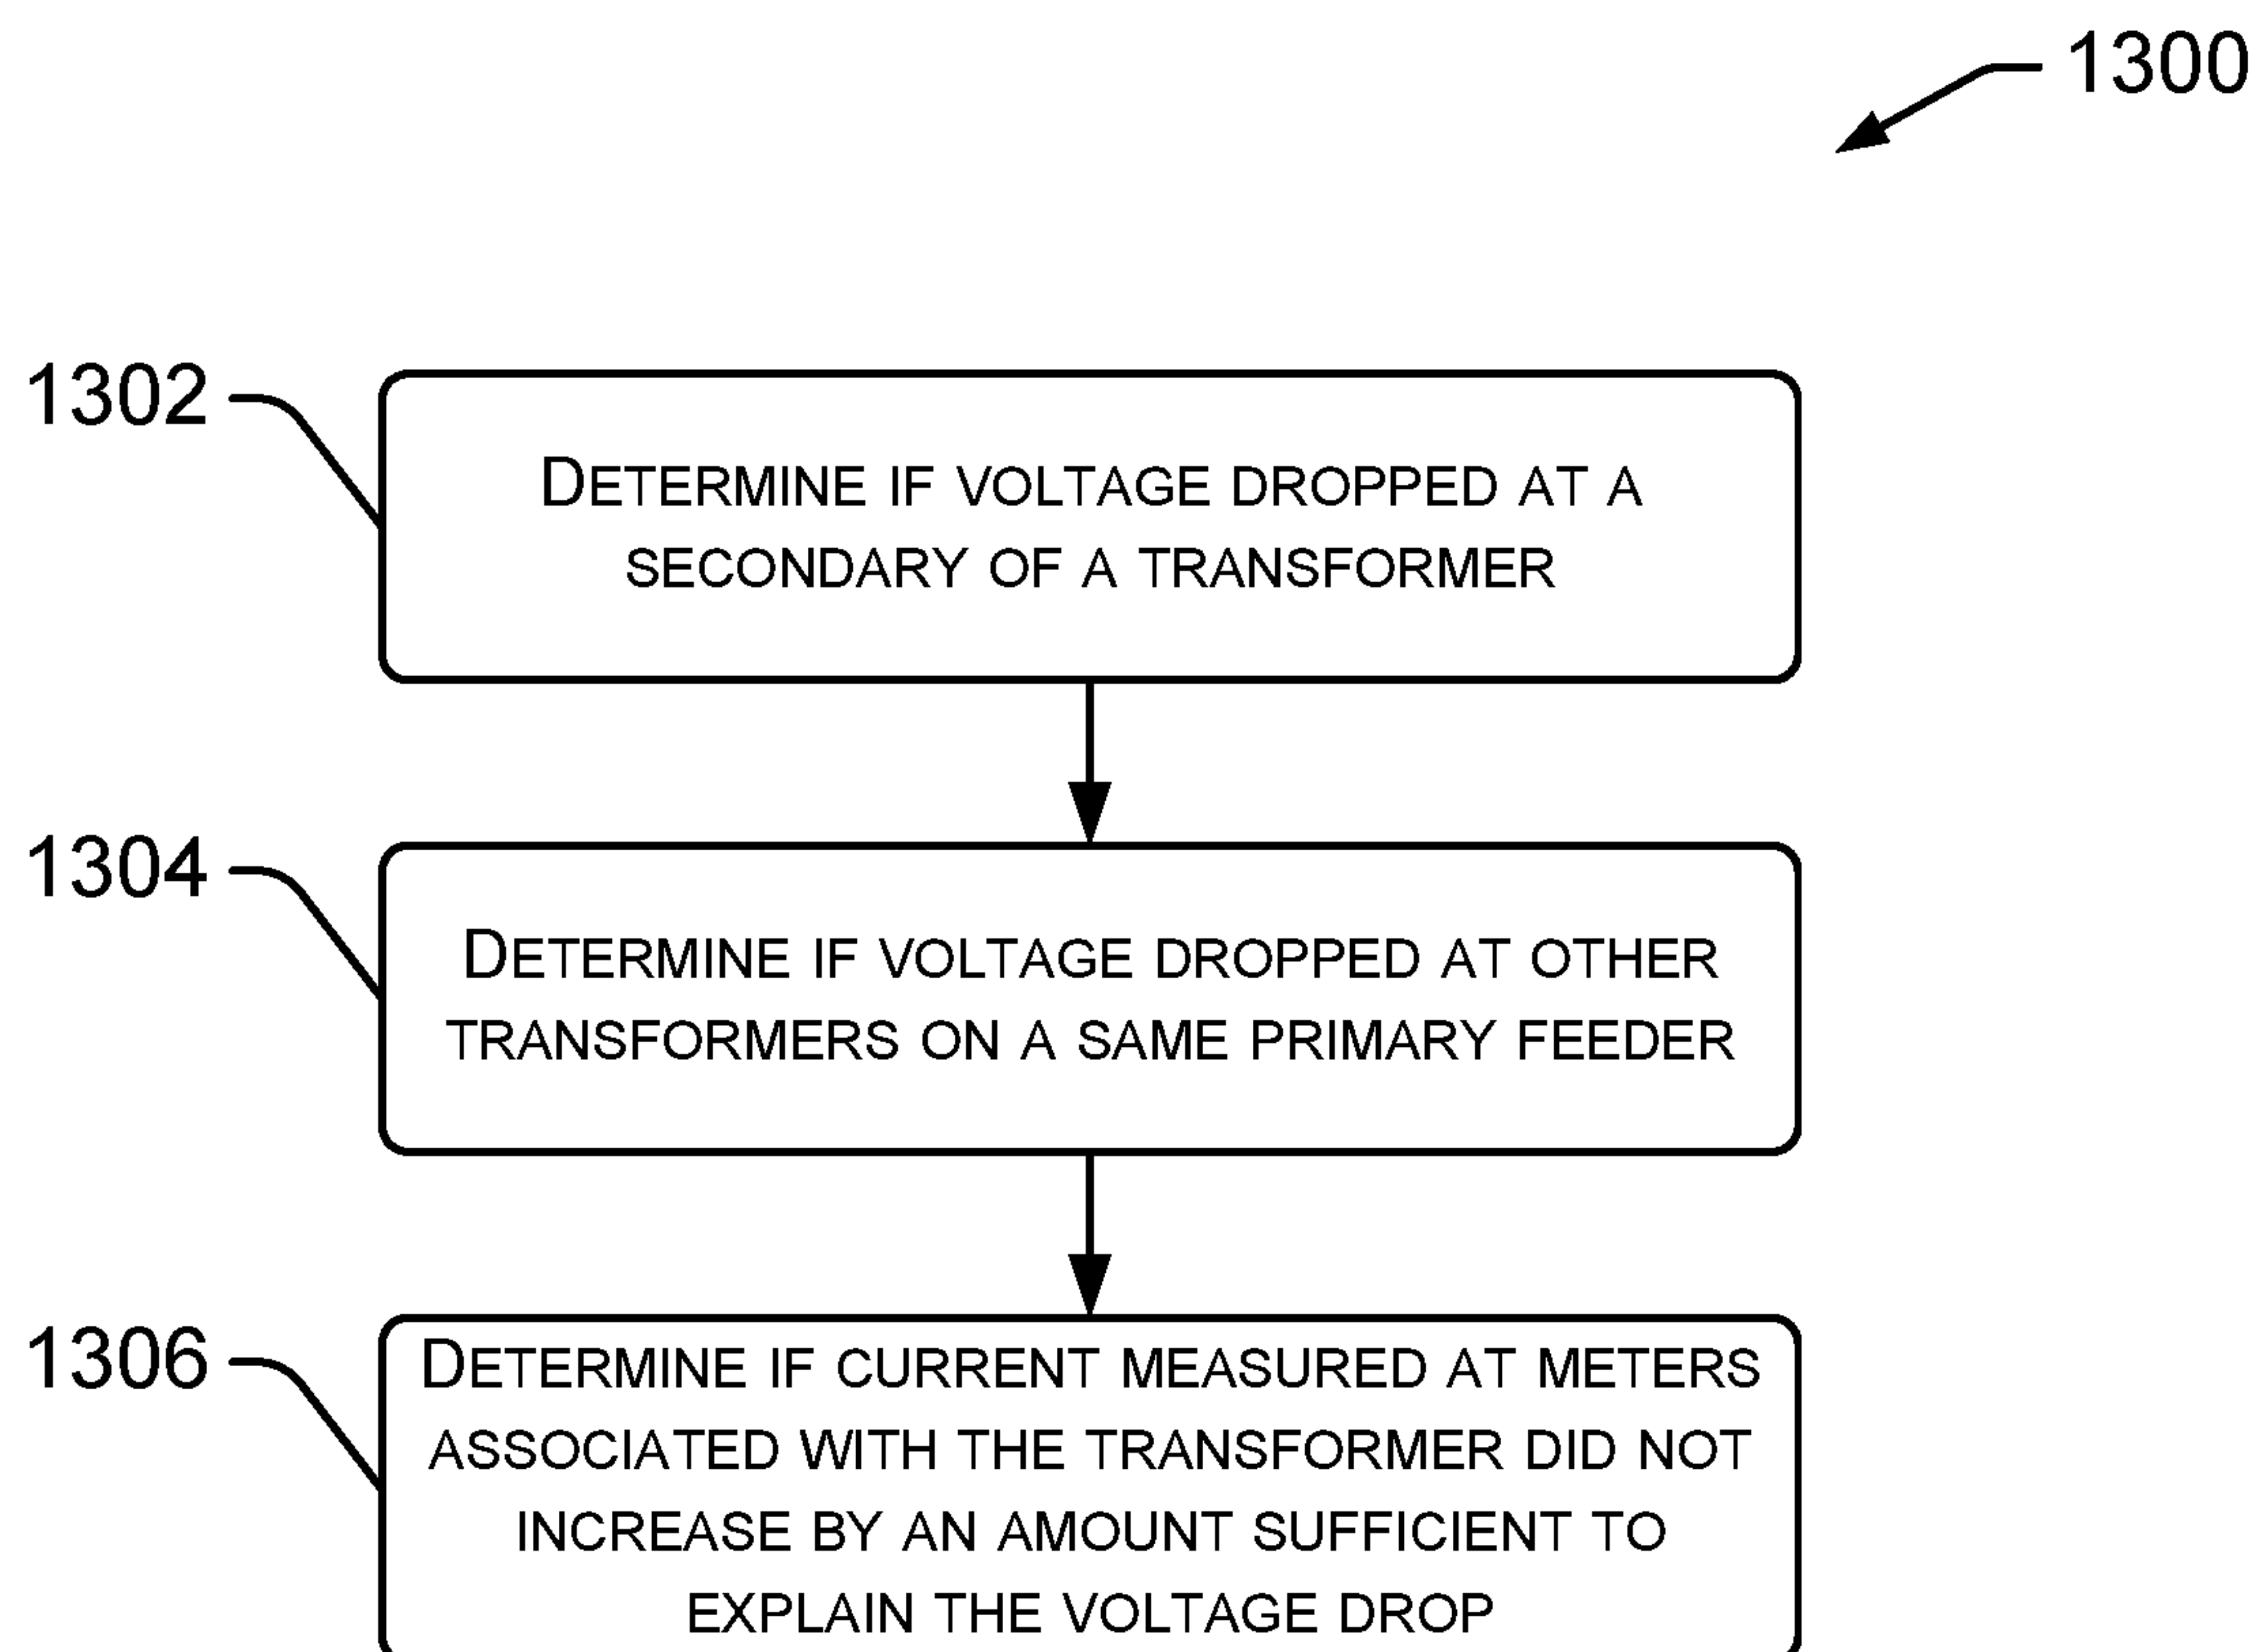 1300
1302
DETERMINE IF VOLTAGE DROPPED AT A
SECONDARY OF A TRANSFORMER
1304
DETERMINE IF VOLTAGE DROPPED AT OTHER
TRANSFORMERS ON A SAME PRIMARY FEEDER
1306
DETERMINE IF CURRENT MEASURED AT METERS
ASSOCIATED WITH THE TRANSFORMER DID NOT
INCREASE BY AN AMOUNT SUFFICIENT TO
EXPLAIN THE VOLTAGE DROP